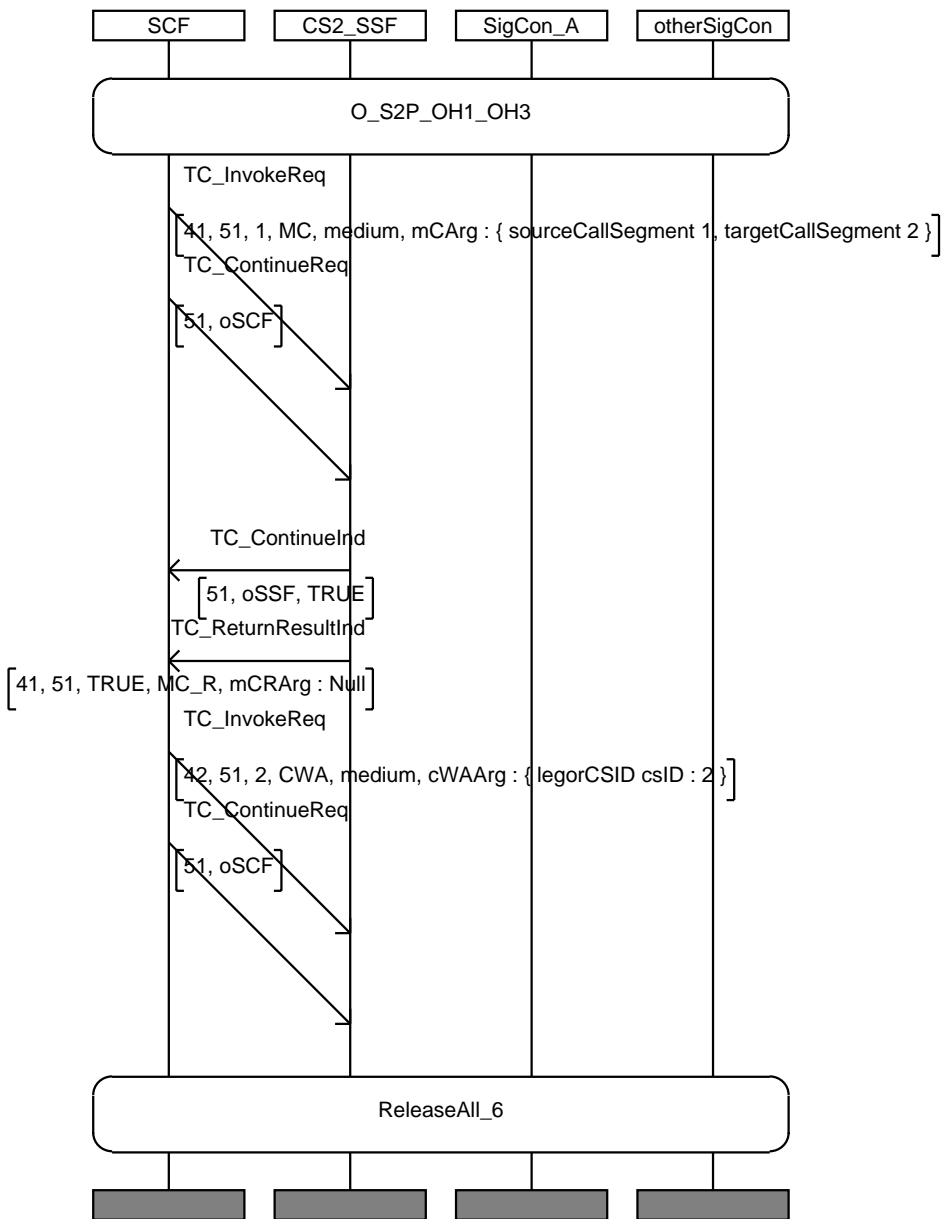 SCF CS2_SSF SigCon_A otherSigCon
O_S2P_OH1_OH3
TC_InvokeReq
[41, 51, 1, MC, medium, mCArg : { sourceCallSegment 1, targetCallSegment 2 }]
TC_ContinueReq
[51, oSCF]
TC_ContinueInd
[51, oSSF, TRUE]
TC_ReturnResultInd
[41, 51, TRUE, MC_R, mCRArg : Null]
TC_InvokeReq
[42, 51, 2, CWA, medium, cWAArg : { legorCSID csID : 2 }]
TC_ContinueReq
[51, oSCF]
ReleaseAll_6